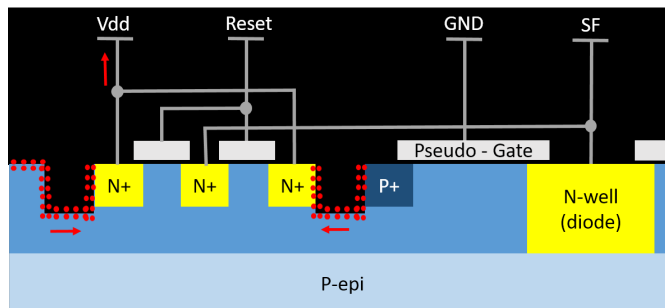 Vdd
Reset
GND
SF
Pseudo - Gate
N+
N+
N+
P+
N-well
(diode)
P-epi